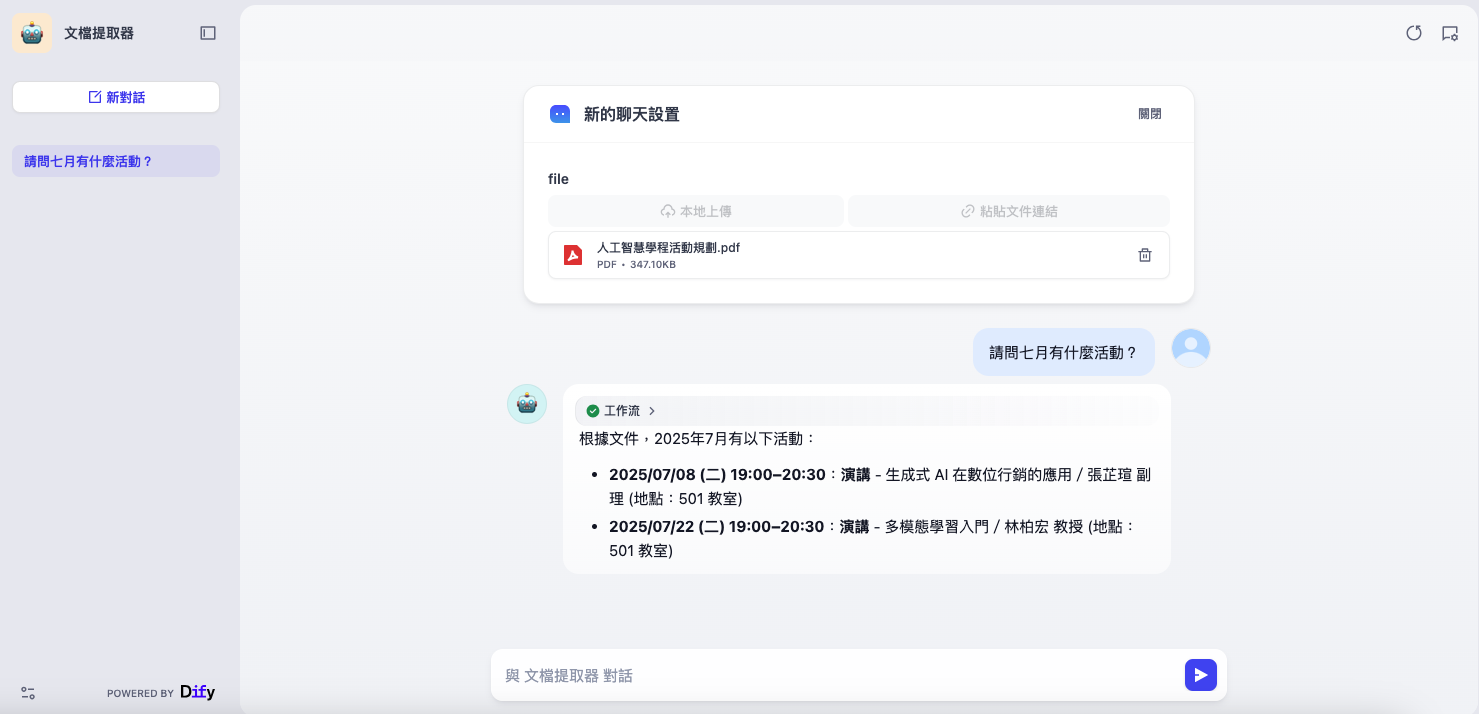 文檔提取器
新對話
請問七月有什麼活動？
新的聊天設置
關閉
file
本地上傳
粘貼文件連結
人工智慧學程活動規劃.pdf
PDF • 347.10KB
請問七月有什麼活動？
工作流
根據文件，2025年7月有以下活動：
• 2025/07/08 (二) 19:00–20:30：演講 - 生成式 AI 在數位行銷的應用 / 張芷瑄 副
理 (地點：501 教室)
• 2025/07/22 (二) 19:00–20:30：演講 - 多模態學習入門 / 林柏宏 教授 (地點：
501 教室)
與 文檔提取器 對話
POWERED BY Dify